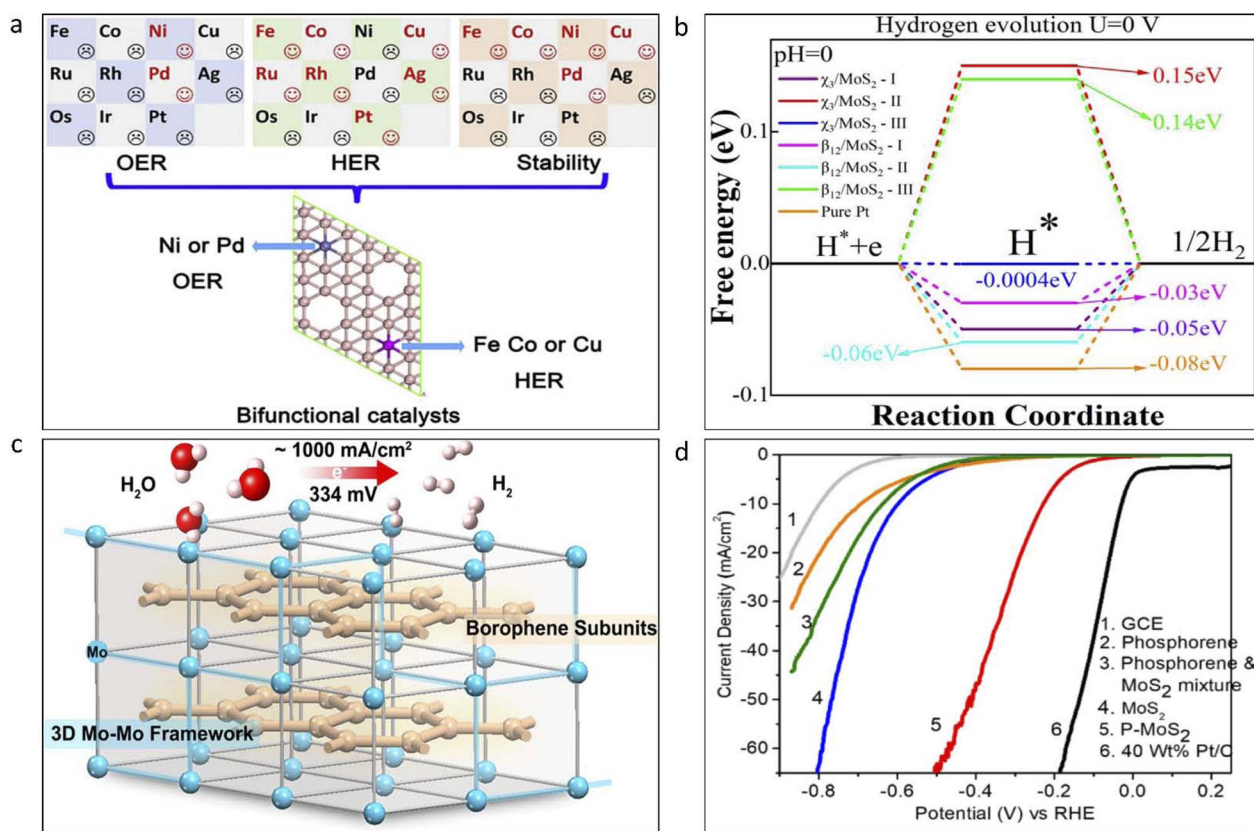 a
Fe Co Ni Cu
Ru Rh Pd Ag
Os Ir Pt
OER
Fe Co Ni Cu
Ru Rh Pd Ag
Os Ir Pt
HER
Fe Co Ni Cu
Ru Rh Pd Ag
Os Ir Pt
Stability
Ni or Pd
OER
Fe Co or Cu
HER
Bifunctional catalysts
b
Hydrogen evolution U=0 V
pH=0
χ3/MoS2 - I
χ3/MoS2 - II
χ3/MoS2 - III
β12/MoS2 - I
β12/MoS2 - II
β12/MoS2 - III
Pure Pt
0.15eV
0.14eV
H*+e
H*
1/2H2
-0.0004eV
-0.03eV
-0.05eV
-0.06eV
-0.08eV
0.1
0.0
-0.1
Free energy (eV)
Reaction Coordinate
c
~ 1000 mA/cm²
H2O
e-
H2
334 mV
Borophene Subunits
Mo
3D Mo-Mo Framework
d
0
-10
-20
-30
-40
-50
-60
Current Density (mA/cm²)
1
2
3
4
5
6
1. GCE
2. Phosphorene
3. Phosphorene &
MoS2 mixture
4. MoS2
5. P-MoS2
6. 40 Wt% Pt/C
-0.8 -0.6 -0.4 -0.2 0.0 0.2
Potential (V) vs RHE